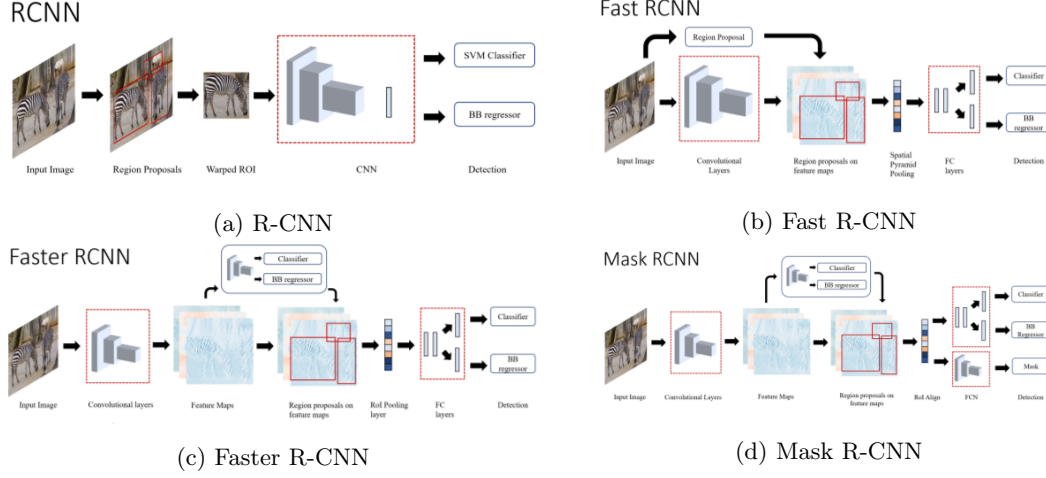 RCNN
SVM Classifier
BB regressor
Input Image
Region Proposals
Warped ROI
CNN
Detection
(a) R-CNN
Fast RCNN
Region Proposal
Classifier
BB
regressor
Input Image
Convolutional
Layers
Region proposals on
feature maps
Spatial
Pyramid
Pooling
FC
layers
Detection
(b) Fast R-CNN
Faster RCNN
Classifier
BB regressor
Classifier
BB
regressor
Input Image
Convolutional layers
Feature Maps
Region proposals on
feature maps
RoI Pooling
layer
FC
layers
Detection
(c) Faster R-CNN
Mask RCNN
Classifier
BB regressor
Classifier
BB
Regressor
Mask
Input Image
Convolutional Layers
Feature Maps
Region proposals on
feature maps
RoI Align
FCN
Detection
(d) Mask R-CNN